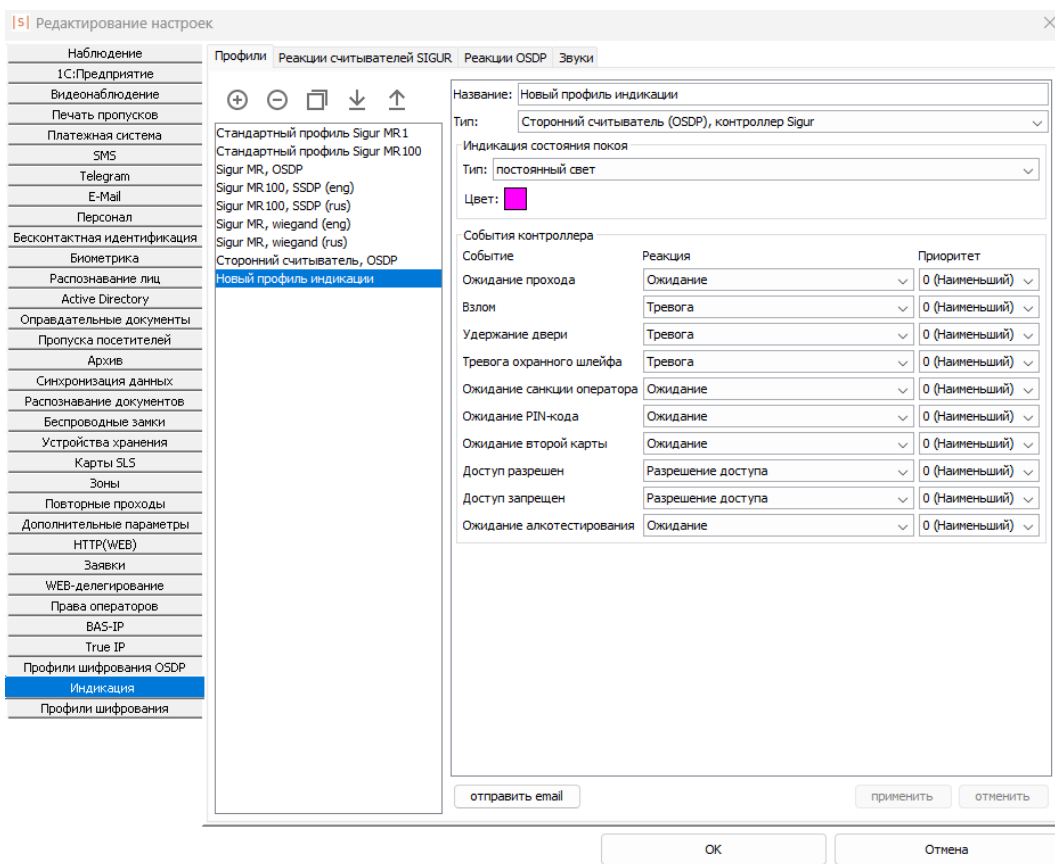 |S| Редактирование настроек
Наблюдение
1С:Предприятие
Видеонаблюдение
Печать пропусков
Платежная система
SMS
Telegram
E-Mail
Персонал
Бесконтактная идентификация
Биометрика
Распознавание лиц
Active Directory
Оправдательные документы
Пропуска посетителей
Архив
Синхронизация данных
Распознавание документов
Беспроводные замки
Устройства хранения
Карты SLS
Зоны
Повторные проходы
Дополнительные параметры
HTTP(WEB)
Заявки
WEB-делегирование
Права операторов
BAS-IP
True IP
Профили шифрования OSDP
Индикация
Профили шифрования
Профили Реакции считывателей SIGUR Реакции OSDP Звуки
Стандартный профиль Sigur MR1
Стандартный профиль Sigur MR100
Sigur MR, OSDP
Sigur MR100, SSDP (eng)
Sigur MR100, SSDP (rus)
Sigur MR, wiegand (eng)
Sigur MR, wiegand (rus)
Сторонний считыватель, OSDP
Новый профиль индикации
Название: Новый профиль индикации
Тип: Сторонний считыватель (OSDP), контроллер Sigur
Индикация состояния покоя
Тип: постоянный свет
Цвет:
События контроллера
Событие Реакция Приоритет
Ожидание прохода Ожидание 0 (Наименьший)
Взлом Тревога 0 (Наименьший)
Удержание двери Тревога 0 (Наименьший)
Тревога охранного шлейфа Тревога 0 (Наименьший)
Ожидание санкции оператора Ожидание 0 (Наименьший)
Ожидание PIN-кода Ожидание 0 (Наименьший)
Ожидание второй карты Ожидание 0 (Наименьший)
Доступ разрешен Разрешение доступа 0 (Наименьший)
Доступ запрещен Разрешение доступа 0 (Наименьший)
Ожидание алкотестирования Ожидание 0 (Наименьший)
отправить email применить отменить
OK Отмена